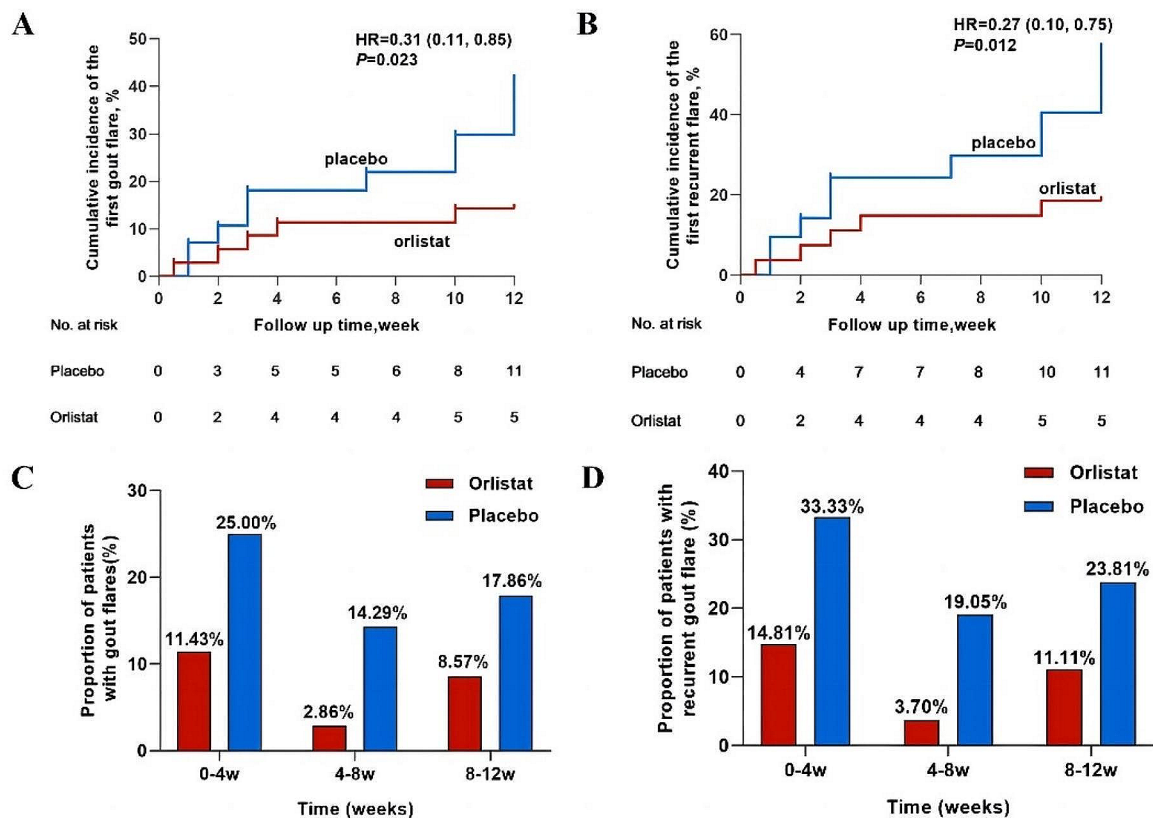 A
HR=0.31 (0.11, 0.85)
P=0.023
Cumulative incidence of the
first gout flare, %
50
40
30
20
10
0
placebo
orlistat
0 2 4 6 8 10 12
No. at risk Follow up time,week
Placebo 0 3 5 5 6 8 11
Orlistat 0 2 4 4 4 5 5
B
HR=0.27 (0.10, 0.75)
P=0.012
Cumulative incidence of the
first recurrent flare, %
60
40
20
0
placebo
orlistat
0 2 4 6 8 10 12
No. at risk Follow up time,week
Placebo 0 4 7 7 8 10 11
Orlistat 0 2 4 4 4 5 5
C
Orlistat
Placebo
Proportion of patients
with gout flares(%)
30
20
10
0
11.43% 25.00% 2.86% 14.29% 8.57% 17.86%
0-4w 4-8w 8-12w
Time (weeks)
D
Orlistat
Placebo
Proportion of patients with
recurrent gout flare (%)
40
30
20
10
0
14.81% 33.33% 3.70% 19.05% 11.11% 23.81%
0-4w 4-8w 8-12w
Time (weeks)